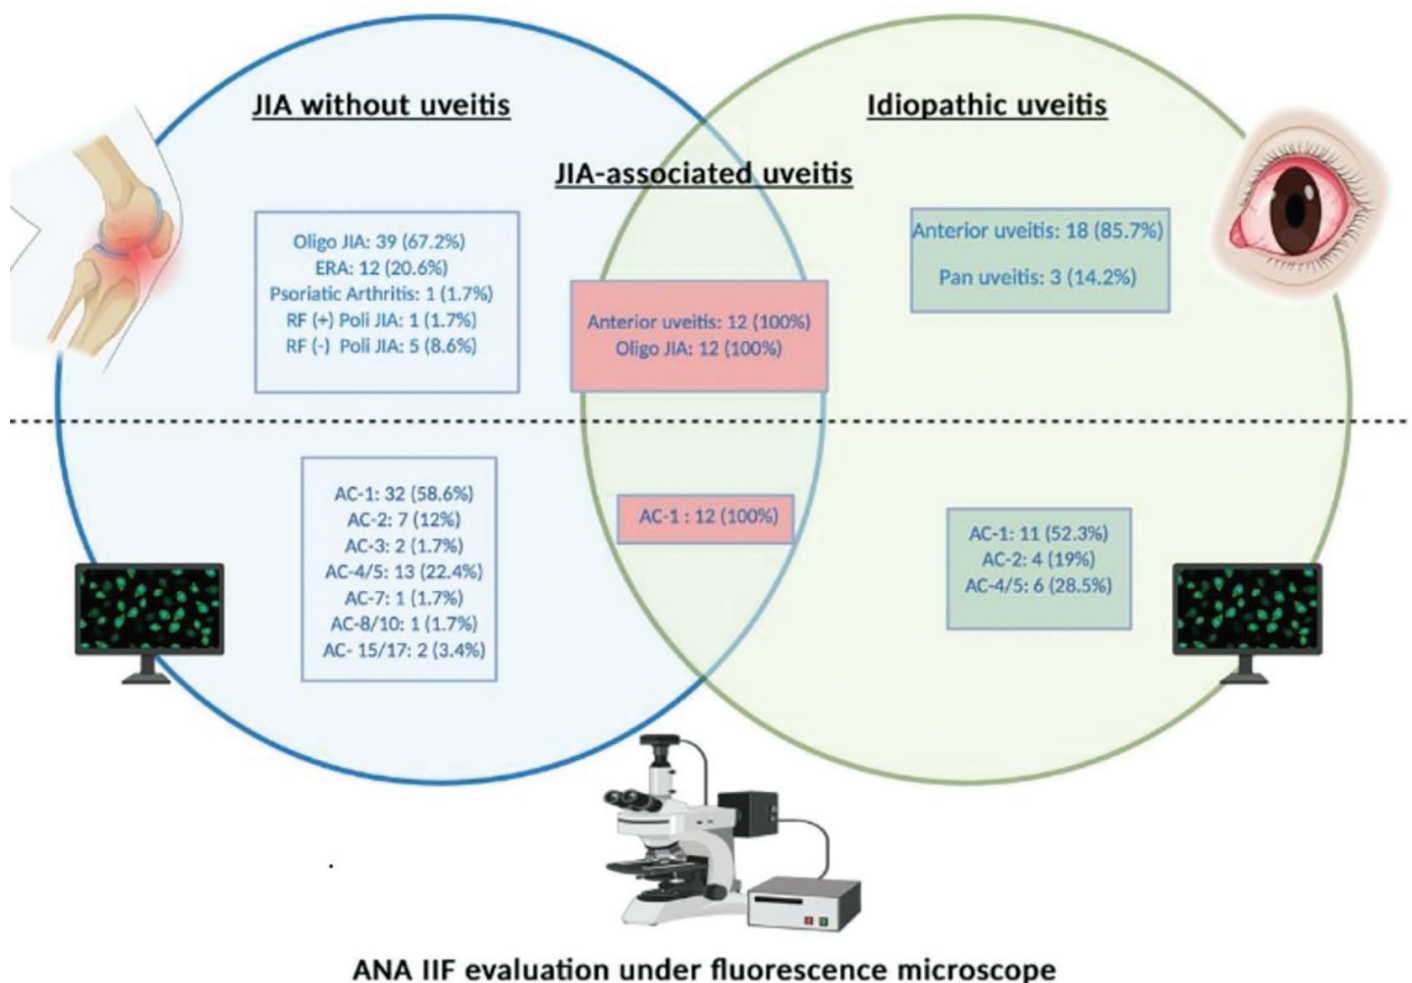 JIA without uveitis
Idiopathic uveitis
JIA-associated uveitis
Oligo JIA: 39 (67.2%)
ERA: 12 (20.6%)
Psoriatic Arthritis: 1 (1.7%)
RF (+) Poli JIA: 1 (1.7%)
RF (-) Poli JIA: 5 (8.6%)
Anterior uveitis: 12 (100%)
Oligo JIA: 12 (100%)
Anterior uveitis: 18 (85.7%)
Pan uveitis: 3 (14.2%)
AC-1: 32 (58.6%)
AC-2: 7 (12%)
AC-3: 2 (1.7%)
AC-4/5: 13 (22.4%)
AC-7: 1 (1.7%)
AC-8/10: 1 (1.7%)
AC- 15/17: 2 (3.4%)
AC-1 : 12 (100%)
AC-1: 11 (52.3%)
AC-2: 4 (19%)
AC-4/5: 6 (28.5%)
ANA IIF evaluation under fluorescence microscope